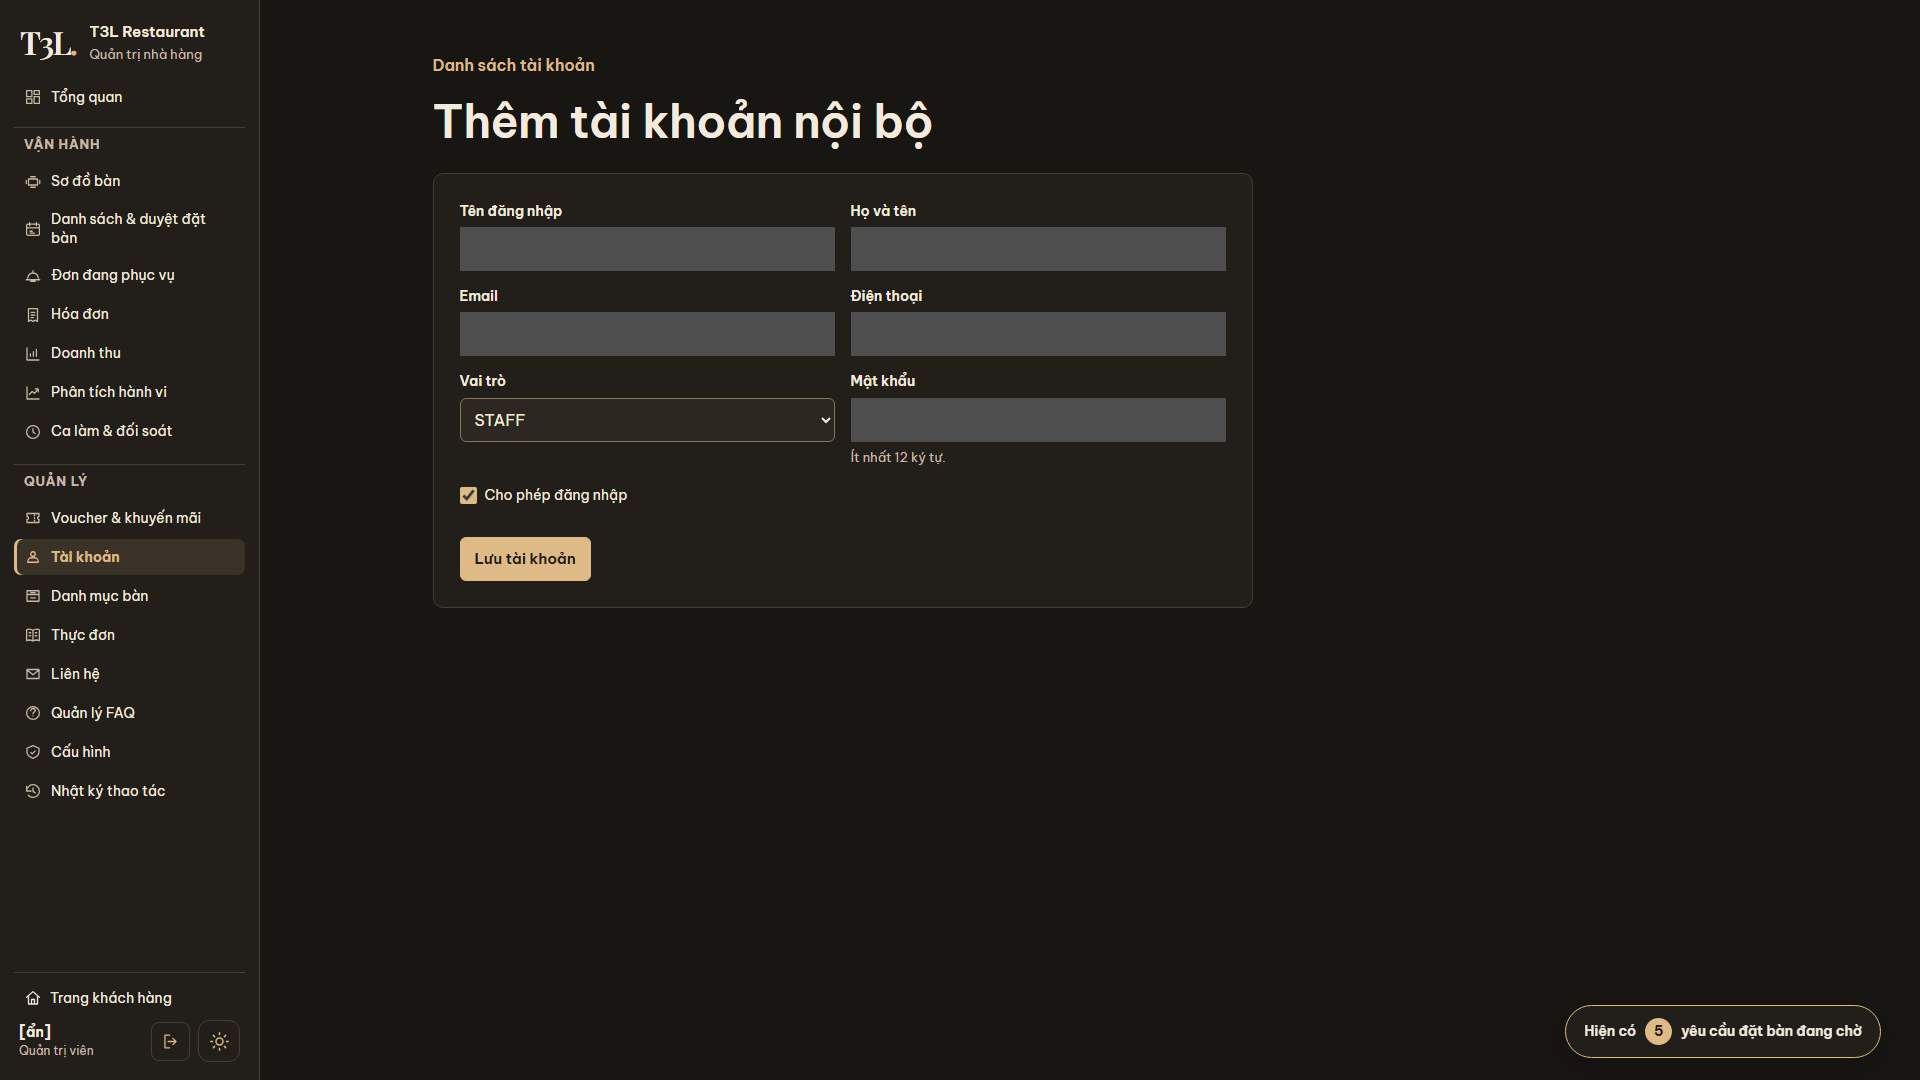 T3L.
T3L Restaurant
Quản trị nhà hàng
Tổng quan
VẬN HÀNH
Sơ đồ bàn
Danh sách & duyệt đặt
bàn
Đơn đang phục vụ
Hóa đơn
Doanh thu
Phân tích hành vi
Ca làm & đối soát
QUẢN LÝ
Voucher & khuyến mãi
Tài khoản
Danh mục bàn
Thực đơn
Liên hệ
Quản lý FAQ
Cấu hình
Nhật ký thao tác
Trang khách hàng
[ẩn]
Quản trị viên
Danh sách tài khoản
Thêm tài khoản nội bộ
Tên đăng nhập
Họ và tên
Email
Điện thoại
Vai trò
Mật khẩu
STAFF
Ít nhất 12 ký tự.
Cho phép đăng nhập
Lưu tài khoản
Hiện có 5 yêu cầu đặt bàn đang chờ